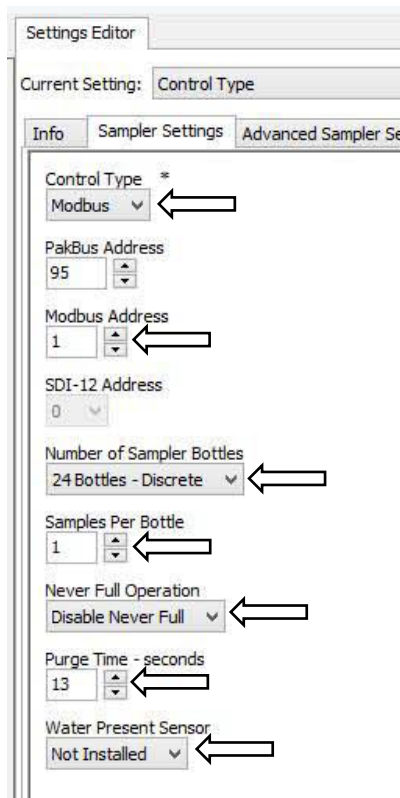 Settings Editor
Current Setting: Control Type
Info Sampler Settings Advanced Sampler Se
Control Type *
Modbus
PakBus Address
95
Modbus Address
1
SDI-12 Address
0
Number of Sampler Bottles
24 Bottles - Discrete
Samples Per Bottle
1
Never Full Operation
Disable Never Full
Purge Time - seconds
13
Water Present Sensor
Not Installed